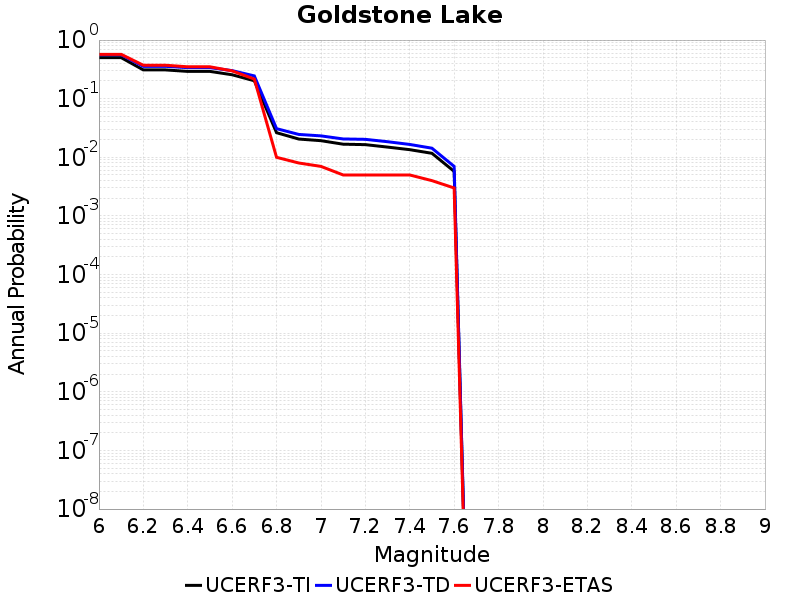 Goldstone Lake
Annual Probability
10^0
10^-1
10^-2
10^-3
10^-4
10^-5
10^-6
10^-7
10^-8
6 6.2 6.4 6.6 6.8 7 7.2 7.4 7.6 7.8 8 8.2 8.4 8.6 8.8 9
Magnitude
UCERF3-TI UCERF3-TD UCERF3-ETAS